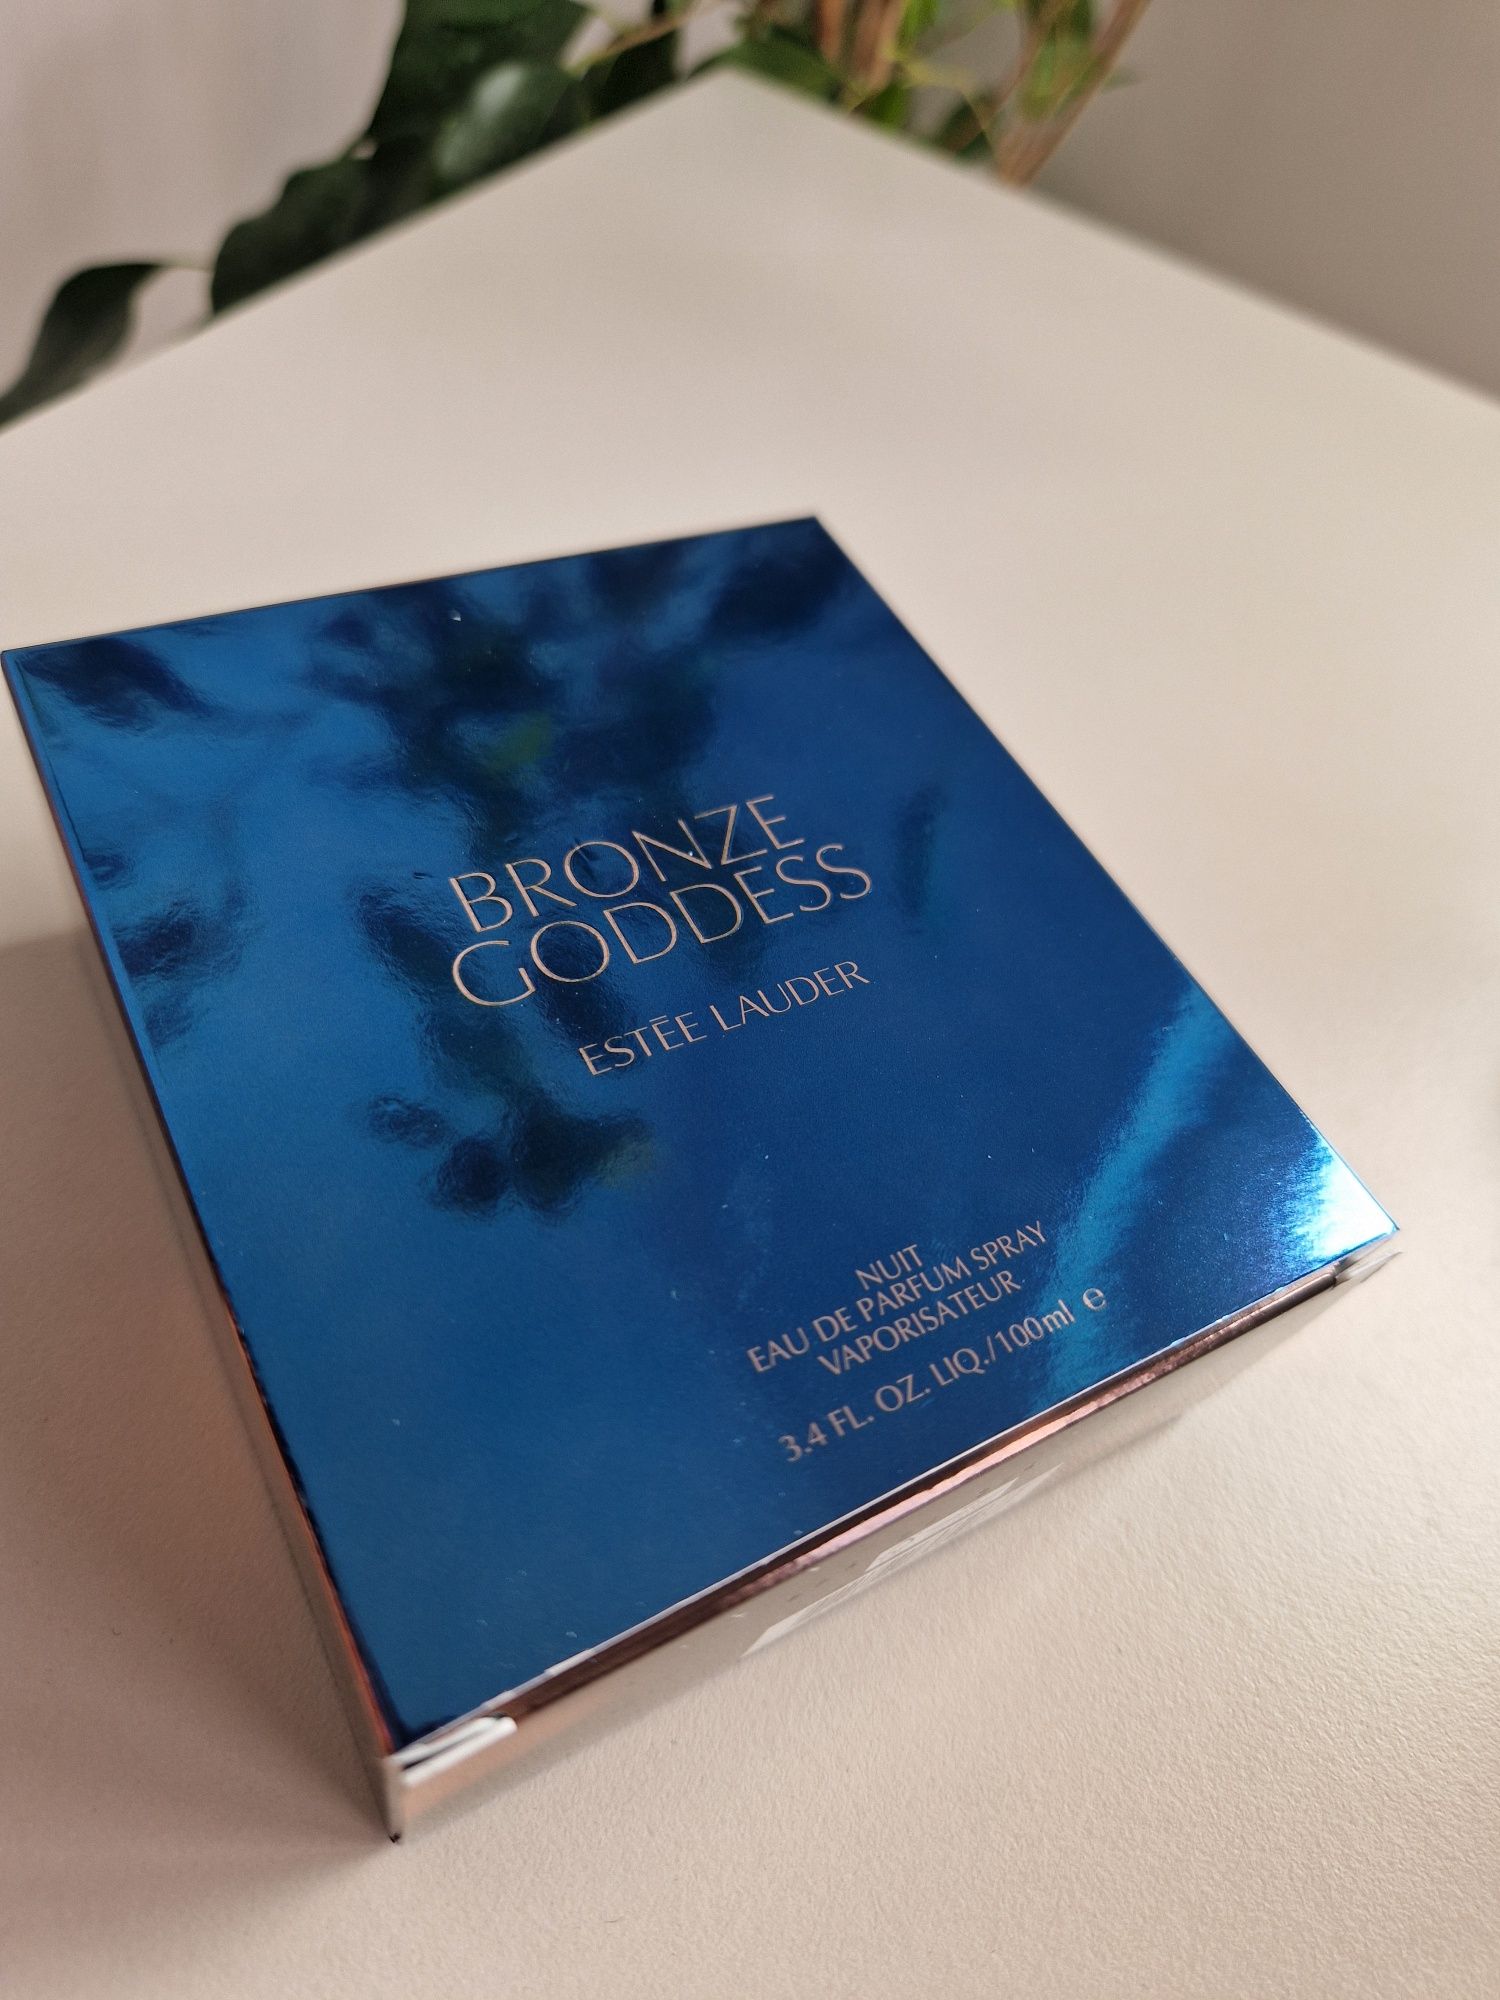 BRONZE
GODDESS
ESTĒE LAUDER
NUIT
EAU DE PARFUM SPRAY
VAPORISATEUR
3.4 FL. OZ. LIQ./100ml ℮